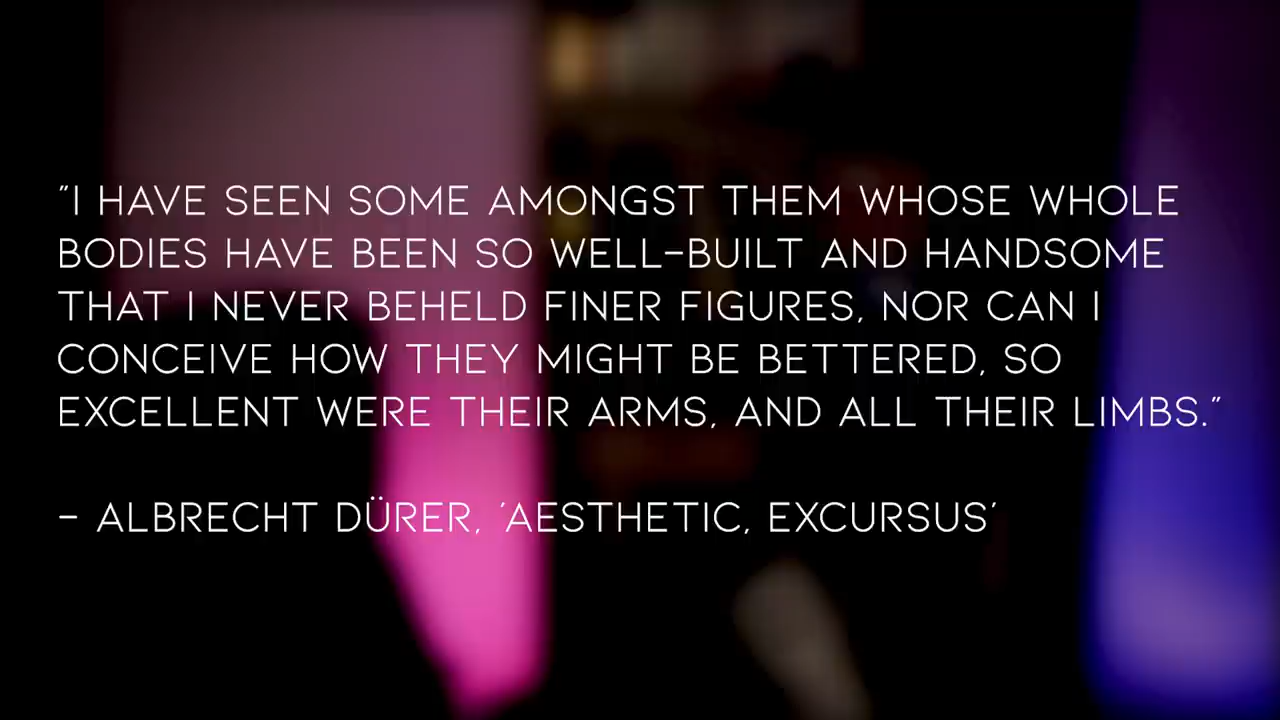 "I HAVE SEEN SOME AMONGST THEM WHOSE WHOLE
BODIES HAVE BEEN SO WELL-BUILT AND HANDSOME
THAT I NEVER BEHELD FINER FIGURES, NOR CAN I
CONCEIVE HOW THEY MIGHT BE BETTERED, SO
EXCELLENT WERE THEIR ARMS, AND ALL THEIR LIMBS."
- ALBRECHT DÜRER, 'AESTHETIC, EXCURSUS'